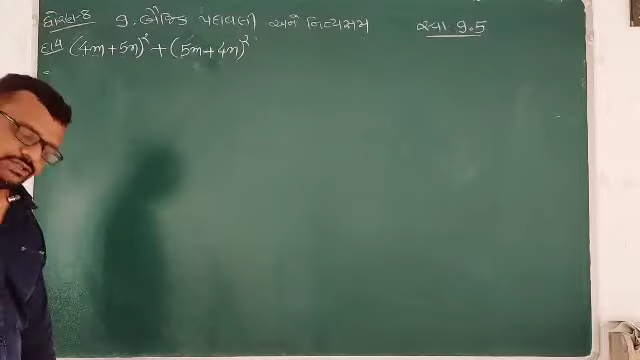 ધોરણ-8 9. બૈજિક પદાવલી અને નિત્યસમ સ્વા 9.5
દાખ (4m+5n)² + (5m+4n)²
=